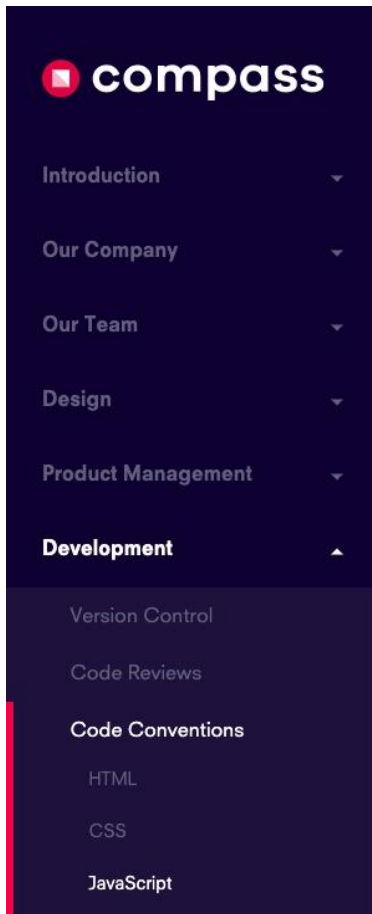 compass
Introduction
Our Company
Our Team
Design
Product Management
Development
Version Control
Code Reviews
Code Conventions
HTML
CSS
JavaScript